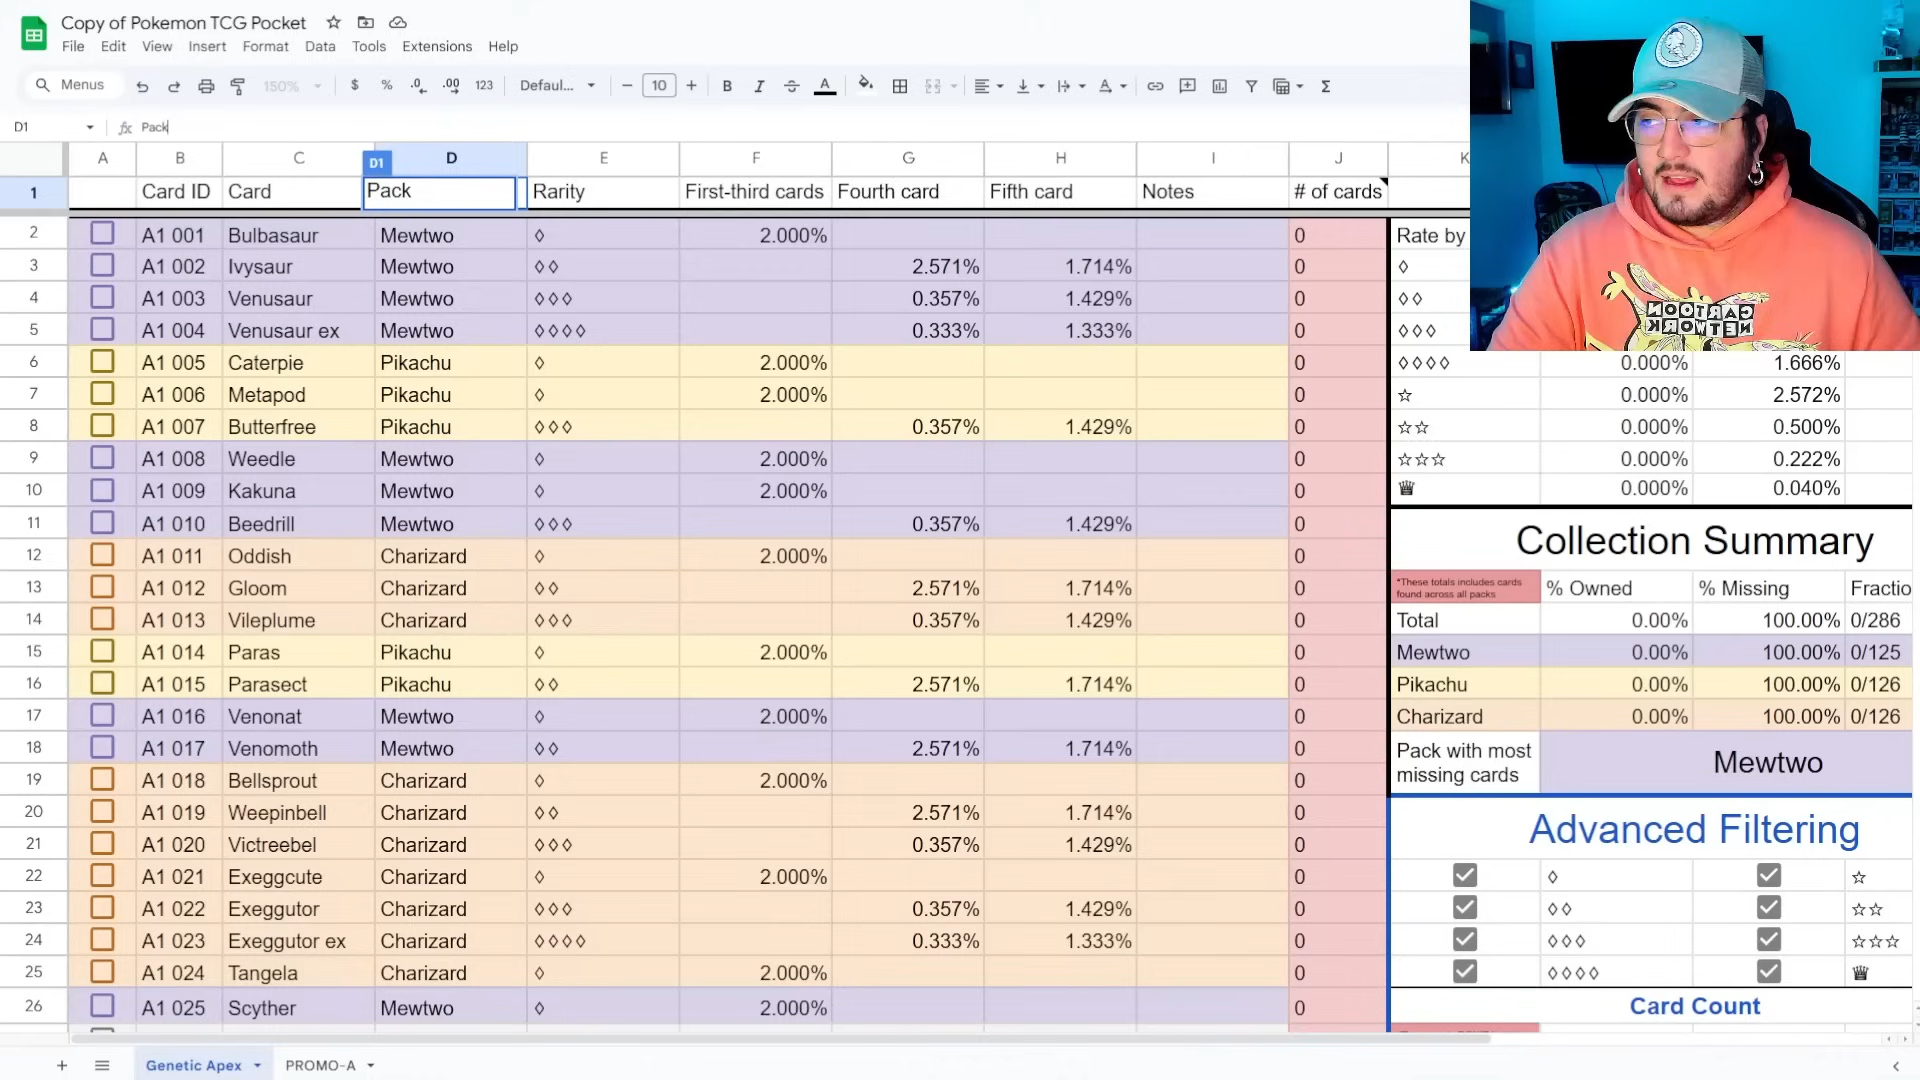 Copy of Pokemon TCG Pocket
File Edit View Insert Format Data Tools Extensions Help
Menus 150% $ % .0 .00 123 Defaul... − 10 + B I A Σ
D1 fx Pack
A B C D1 D E F G H I J K
1 Card ID Card Pack Rarity First-third cards Fourth card Fifth card Notes # of cards
2 A1 001 Bulbasaur Mewtwo ◊ 2.000% 0 Rate by
3 A1 002 Ivysaur Mewtwo ◊◊ 2.571% 1.714% 0 ◊
4 A1 003 Venusaur Mewtwo ◊◊◊ 0.357% 1.429% 0 ◊◊
5 A1 004 Venusaur ex Mewtwo ◊◊◊◊ 0.333% 1.333% 0 ◊◊◊
6 A1 005 Caterpie Pikachu ◊ 2.000% 0 ◊◊◊◊ 0.000% 1.666%
7 A1 006 Metapod Pikachu ◊ 2.000% 0 ☆ 0.000% 2.572%
8 A1 007 Butterfree Pikachu ◊◊◊ 0.357% 1.429% 0 ☆☆ 0.000% 0.500%
9 A1 008 Weedle Mewtwo ◊ 2.000% 0 ☆☆☆ 0.000% 0.222%
10 A1 009 Kakuna Mewtwo ◊ 2.000% 0 ♛ 0.000% 0.040%
11 A1 010 Beedrill Mewtwo ◊◊◊ 0.357% 1.429% 0 Collection Summary
12 A1 011 Oddish Charizard ◊ 2.000% 0
13 A1 012 Gloom Charizard ◊◊ 2.571% 1.714% 0 *These totals includes cards found across all packs % Owned % Missing Fractio
14 A1 013 Vileplume Charizard ◊◊◊ 0.357% 1.429% 0 Total 0.00% 100.00% 0/286
15 A1 014 Paras Pikachu ◊ 2.000% 0 Mewtwo 0.00% 100.00% 0/125
16 A1 015 Parasect Pikachu ◊◊ 2.571% 1.714% 0 Pikachu 0.00% 100.00% 0/126
17 A1 016 Venonat Mewtwo ◊ 2.000% 0 Charizard 0.00% 100.00% 0/126
18 A1 017 Venomoth Mewtwo ◊◊ 2.571% 1.714% 0 Pack with most missing cards Mewtwo
19 A1 018 Bellsprout Charizard ◊ 2.000% 0
20 A1 019 Weepinbell Charizard ◊◊ 2.571% 1.714% 0 Advanced Filtering
21 A1 020 Victreebel Charizard ◊◊◊ 0.357% 1.429% 0
22 A1 021 Exeggcute Charizard ◊ 2.000% 0 ◊ ☆
23 A1 022 Exeggutor Charizard ◊◊◊ 0.357% 1.429% 0 ◊◊ ☆☆
24 A1 023 Exeggutor ex Charizard ◊◊◊◊ 0.333% 1.333% 0 ◊◊◊ ☆☆☆
25 A1 024 Tangela Charizard ◊ 2.000% 0 ◊◊◊◊ ♛
26 A1 025 Scyther Mewtwo ◊ 2.000% 0 Card Count
+ Genetic Apex PROMO-A
CARTOON
NETWORK